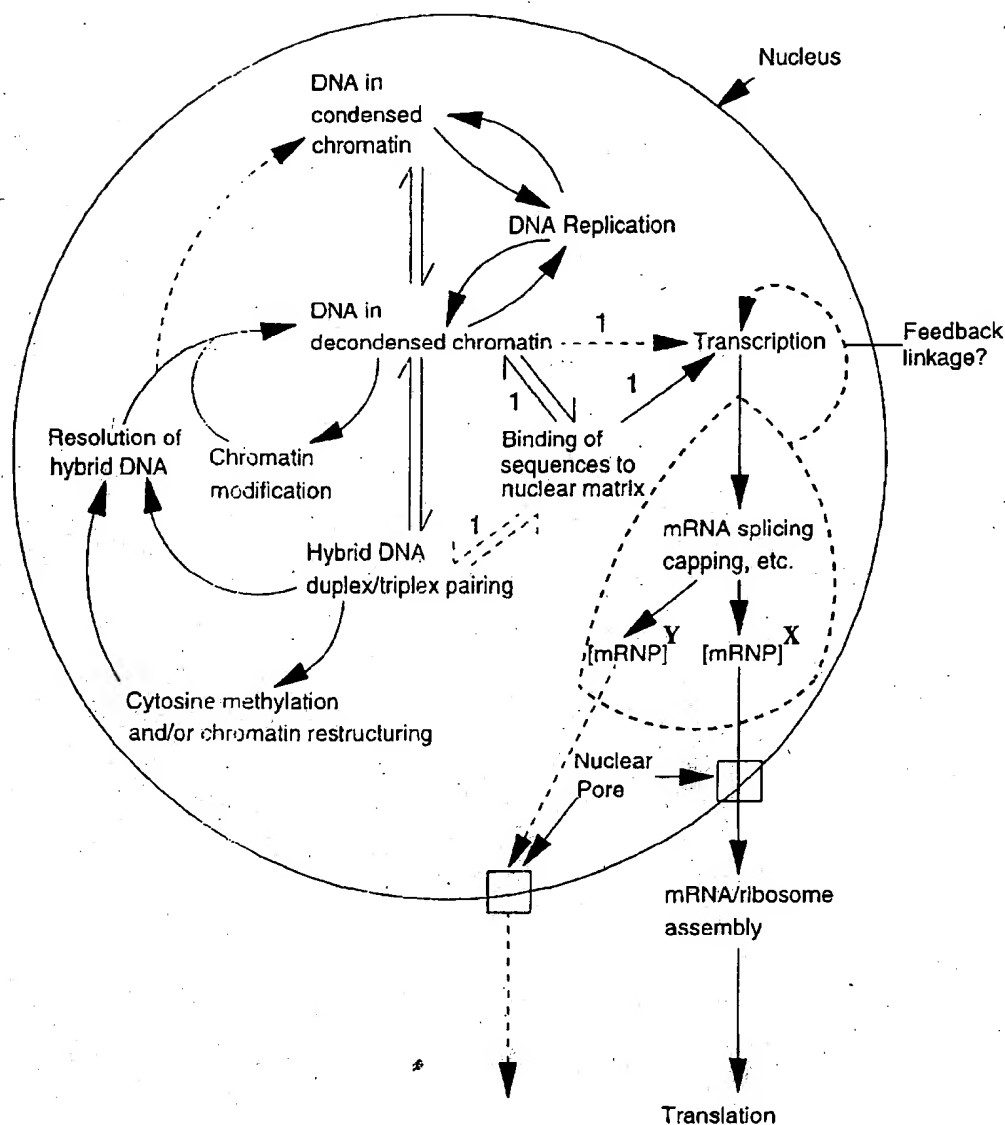 Nucleus
DNA in
condensed
chromatin
DNA Replication
DNA in
decondensed chromatin
1
Transcription
Feedback
linkage?
1
1
Resolution of
hybrid DNA
Chromatin
modification
Binding of
sequences to
nuclear matrix
1
Hybrid DNA
duplex/triplex pairing
mRNA splicing
capping, etc.
[mRNP]Y
[mRNP]X
Cytosine methylation
and/or chromatin restructuring
Nuclear
Pore
mRNA/ribosome
assembly
Translation